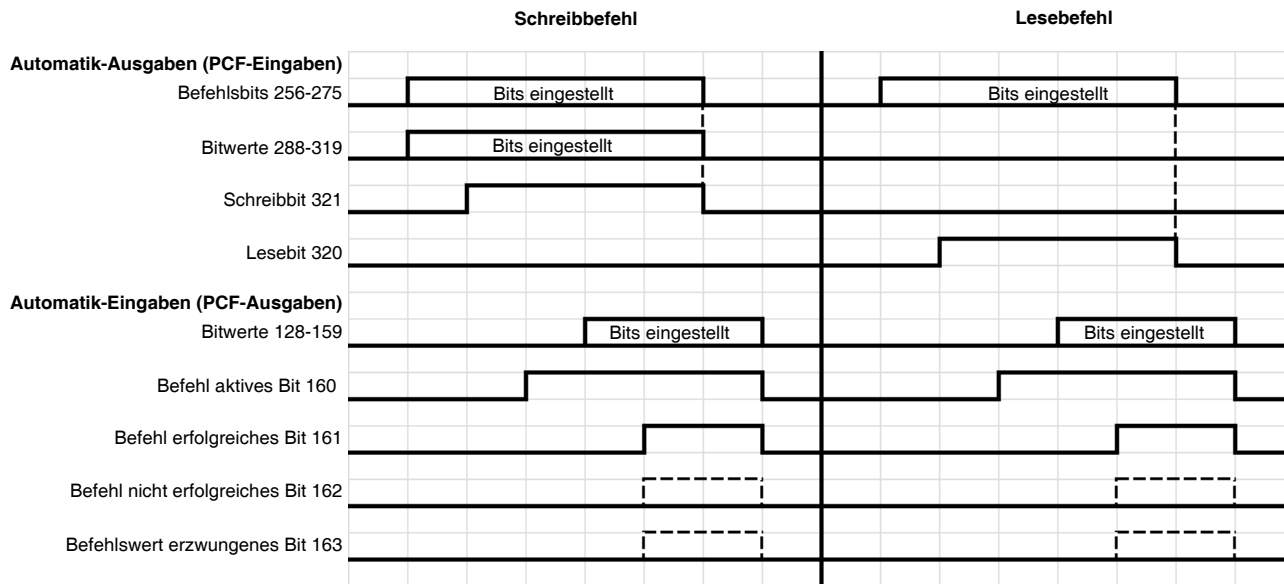 Schreibbefehl Lesebefehl
Automatik-Ausgaben (PCF-Eingaben)
Befehlsbits 256-275 Bits eingestellt Bits eingestellt
Bitwerte 288-319 Bits eingestellt
Schreibbit 321
Lesebit 320
Automatik-Eingaben (PCF-Ausgaben)
Bitwerte 128-159 Bits eingestellt Bits eingestellt
Befehl aktives Bit 160
Befehl erfolgreiches Bit 161
Befehl nicht erfolgreiches Bit 162
Befehlswert erzwungenes Bit 163